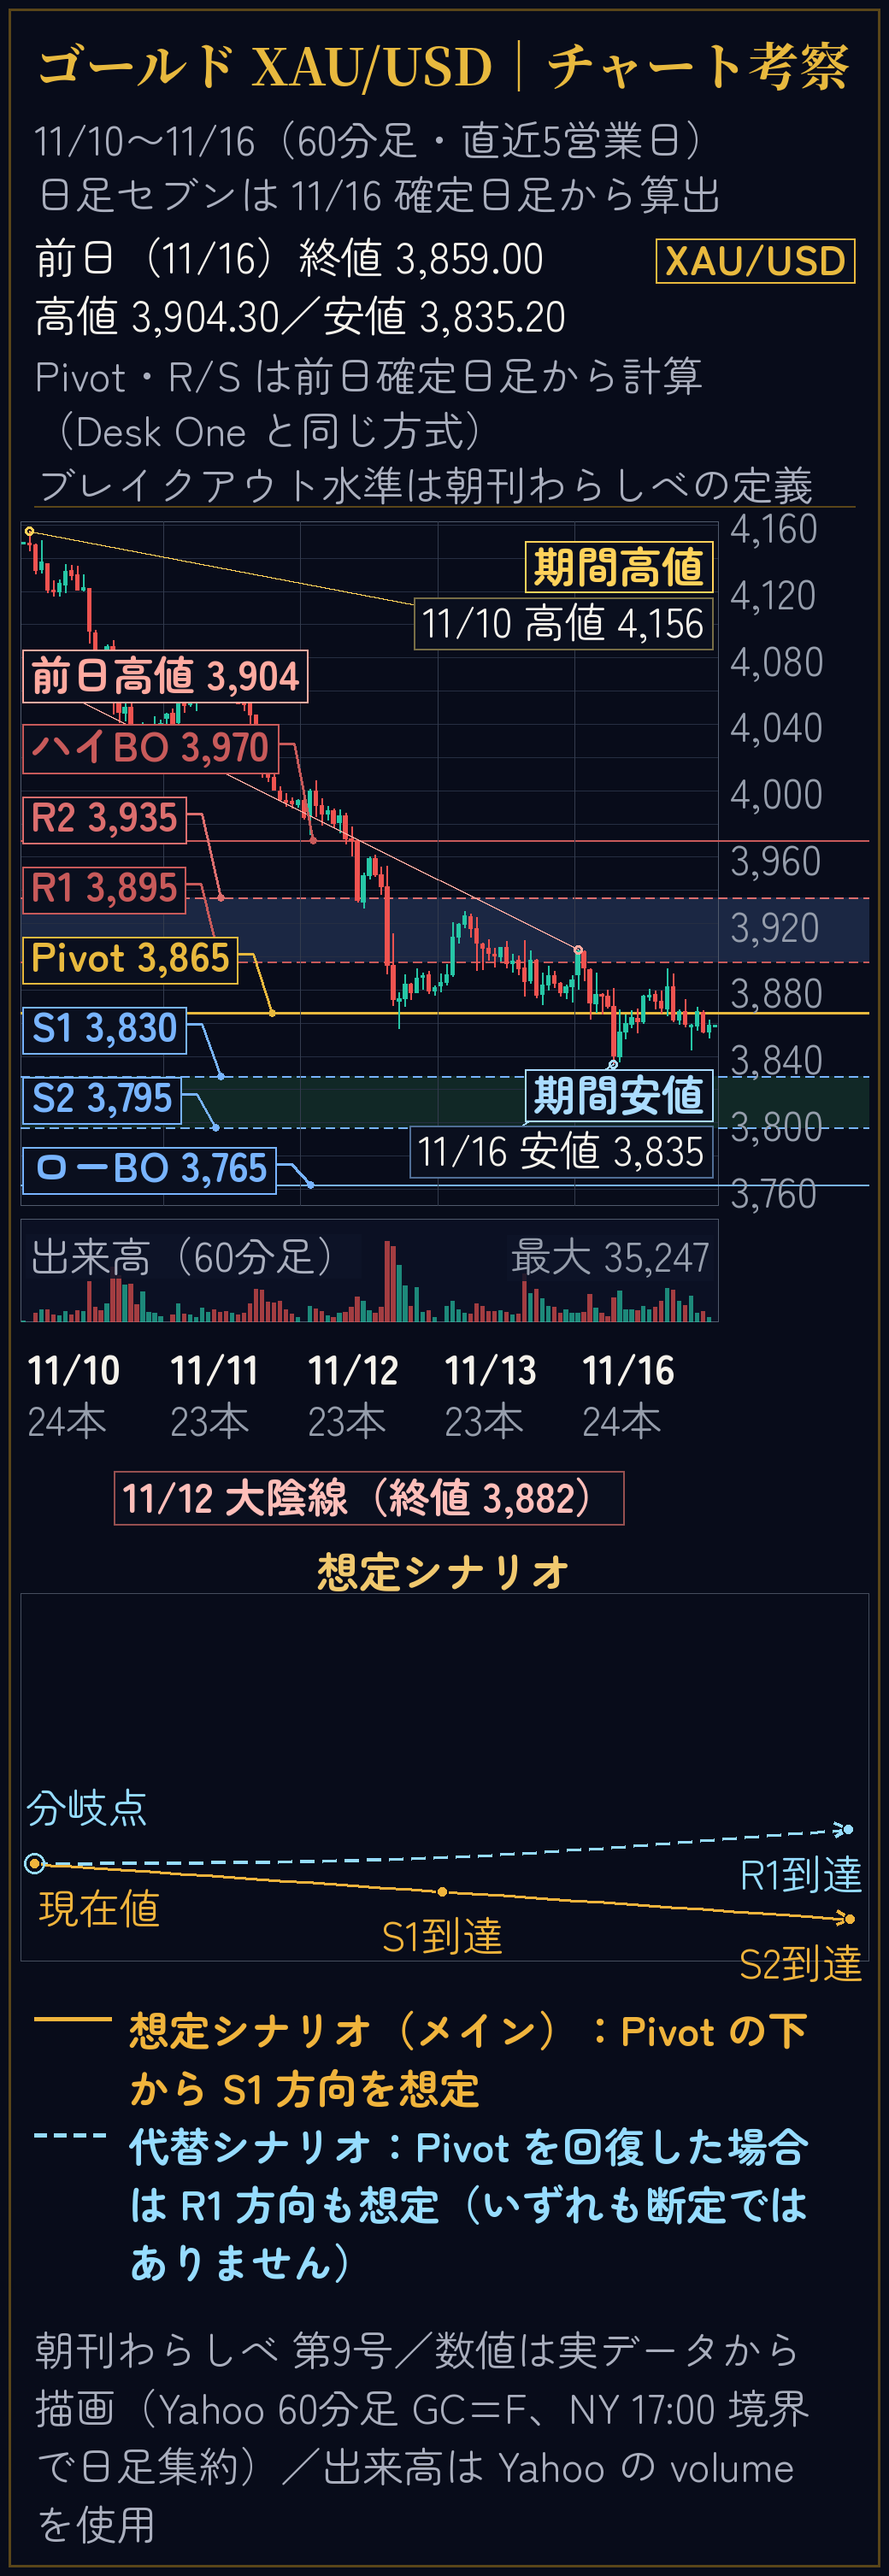 ゴールド XAU/USD｜チャート考察
11/10〜11/16（60分足・直近5営業日）
日足セブンは 11/16 確定日足から算出
前日（11/16）終値 3,859.00
XAU/USD
高値 3,904.30／安値 3,835.20
Pivot・R/S は前日確定日足から計算
（Desk One と同じ方式）
ブレイクアウト水準は朝刊わらしべの定義
4,160
期間高値
11/10 高値 4,156
4,120
4,080
前日高値 3,904
4,040
ハイBO 3,970
4,000
R2 3,935
3,960
R1 3,895
3,920
Pivot 3,865
3,880
S1 3,830
3,840
S2 3,795
期間安値
3,800
11/16 安値 3,835
ローBO 3,765
3,760
出来高（60分足）
最大 35,247
11/10 11/11 11/12 11/13 11/16
24本 23本 23本 23本 24本
11/12 大陰線（終値 3,882）
想定シナリオ
分岐点
R1到達
現在値
S1到達
S2到達
想定シナリオ（メイン）：Pivot の下
から S1 方向を想定
代替シナリオ：Pivot を回復した場合
は R1 方向も想定（いずれも断定では
ありません）
朝刊わらしべ 第9号／数値は実データから
描画（Yahoo 60分足 GC=F、NY 17:00 境界
で日足集約）／出来高は Yahoo の volume
を使用